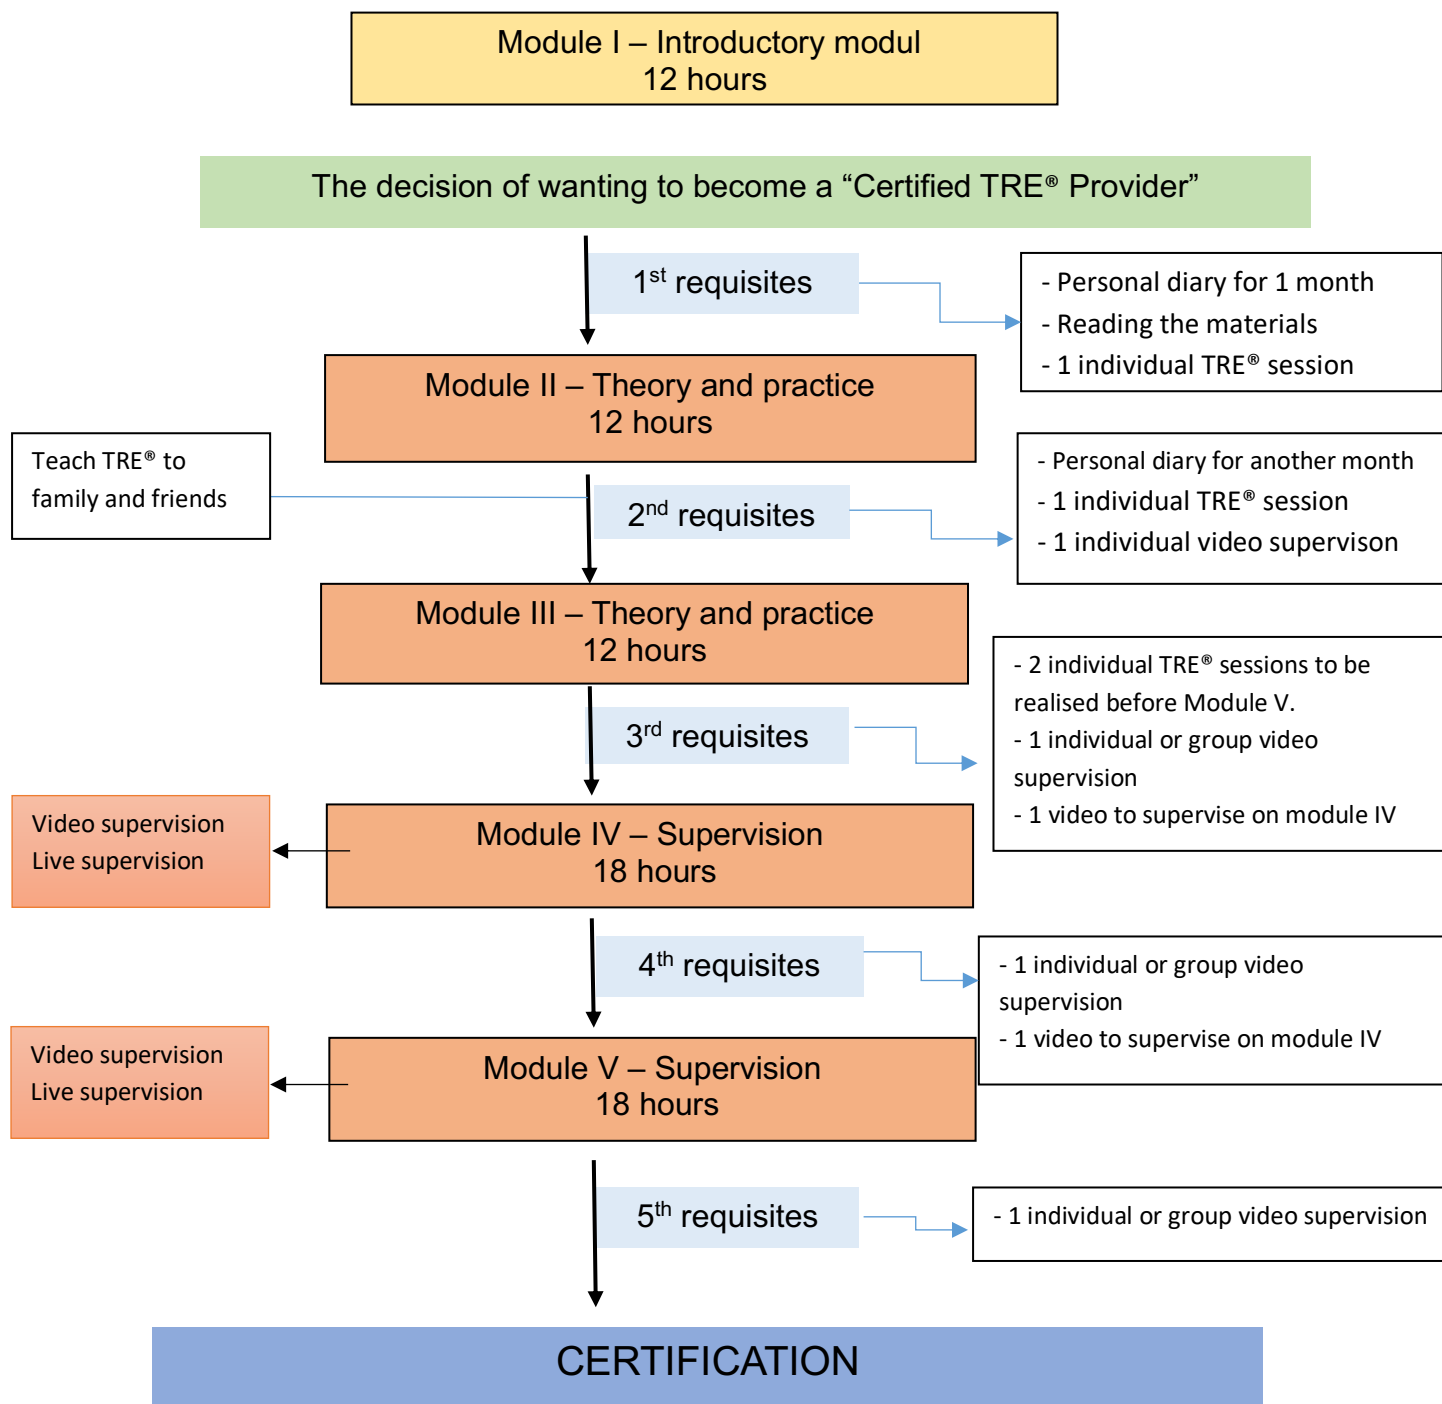 Module I – Introductory modul
12 hours
The decision of wanting to become a “Certified TRE® Provider”
1st requisites
- Personal diary for 1 month
- Reading the materials
- 1 individual TRE® session
Module II – Theory and practice
12 hours
Teach TRE® to
family and friends
2nd requisites
- Personal diary for another month
- 1 individual TRE® session
- 1 individual video supervison
Module III – Theory and practice
12 hours
3rd requisites
- 2 individual TRE® sessions to be
realised before Module V.
- 1 individual or group video
supervision
- 1 video to supervise on module IV
Video supervision
Live supervision
Module IV – Supervision
18 hours
4th requisites
- 1 individual or group video
supervision
- 1 video to supervise on module IV
Video supervision
Live supervision
Module V – Supervision
18 hours
5th requisites
- 1 individual or group video supervision
CERTIFICATION